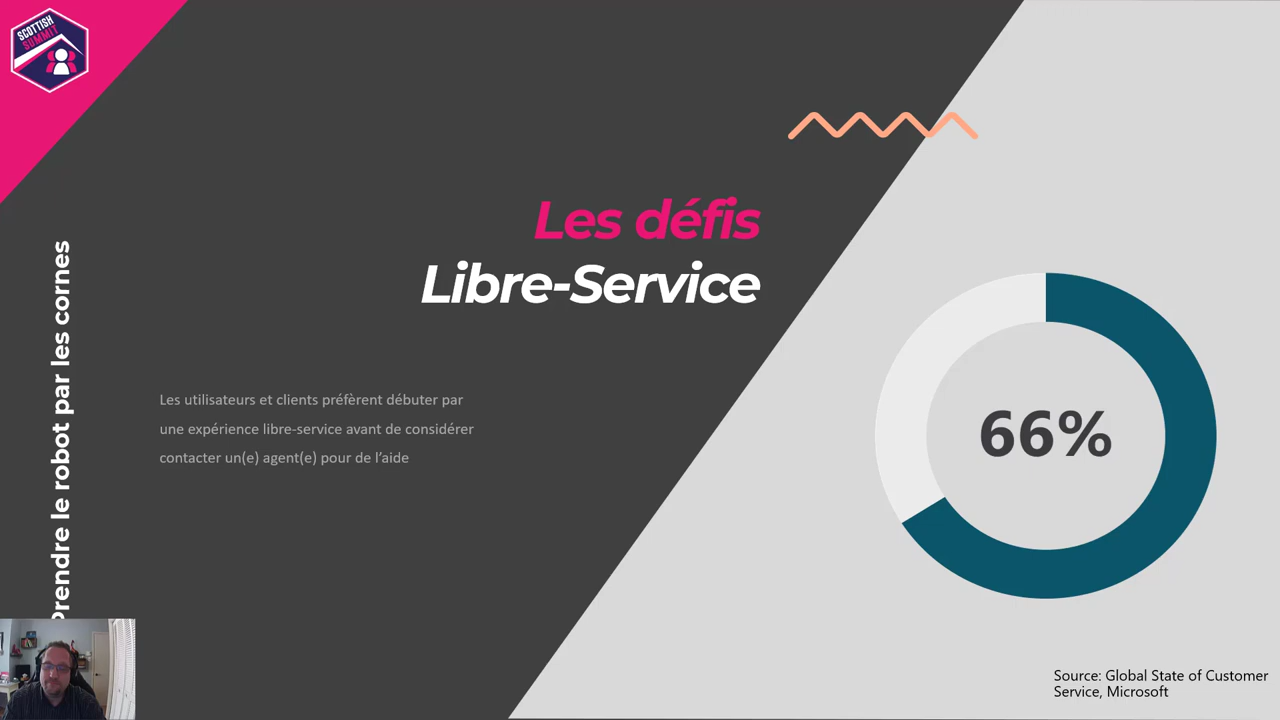 SCOTTISH
SUMMIT
Les défis
Libre-Service
Prendre le robot par les cornes
Les utilisateurs et clients préfèrent débuter par
une expérience libre-service avant de considérer
contacter un(e) agent(e) pour de l’aide
66%
Source: Global State of Customer
Service, Microsoft